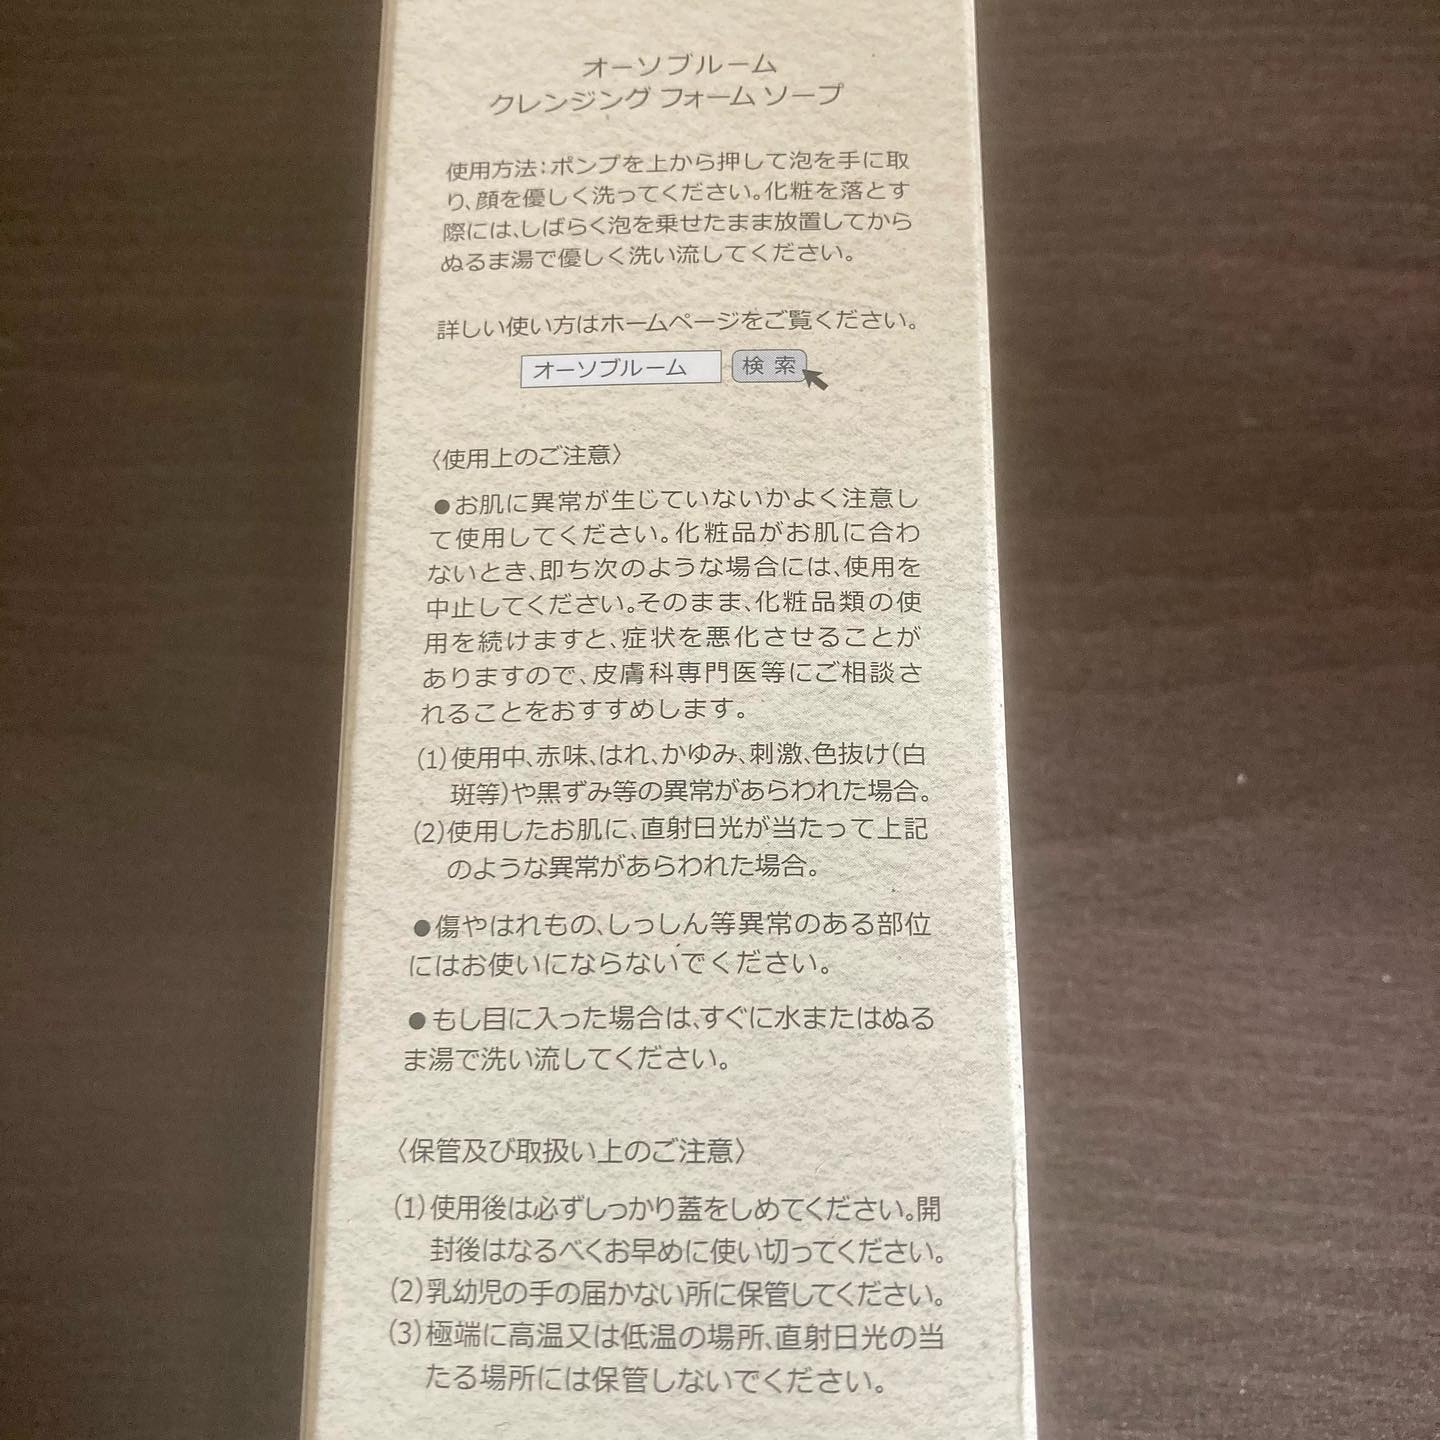 オーソブルーム
クレンジング フォーム ソープ
使用方法：ポンプを上から押して泡を手に取
り、顔を優しく洗ってください。化粧を落とす
際には、しばらく泡を乗せたまま放置してから
ぬるま湯で優しく洗い流してください。
詳しい使い方はホームページをご覧ください。
オーソブルーム 検索
〈使用上のご注意〉
●お肌に異常が生じていないかよく注意し
て使用してください。化粧品がお肌に合わ
ないとき、即ち次のような場合には、使用を
中止してください。そのまま、化粧品類の使
用を続けますと、症状を悪化させることが
ありますので、皮膚科専門医等にご相談さ
れることをおすすめします。
(1)使用中、赤味、はれ、かゆみ、刺激、色抜け(白
斑等)や黒ずみ等の異常があらわれた場合。
(2)使用したお肌に、直射日光が当たって上記
のような異常があらわれた場合。
●傷やはれもの、しっしん等異常のある部位
にはお使いにならないでください。
●もし目に入った場合は、すぐに水またはぬる
ま湯で洗い流してください。
〈保管及び取扱い上のご注意〉
(1)使用後は必ずしっかり蓋をしめてください。開
封後はなるべくお早めに使い切ってください。
(2)乳幼児の手の届かない所に保管してください。
(3)極端に高温又は低温の場所、直射日光の当
たる場所には保管しないでください。